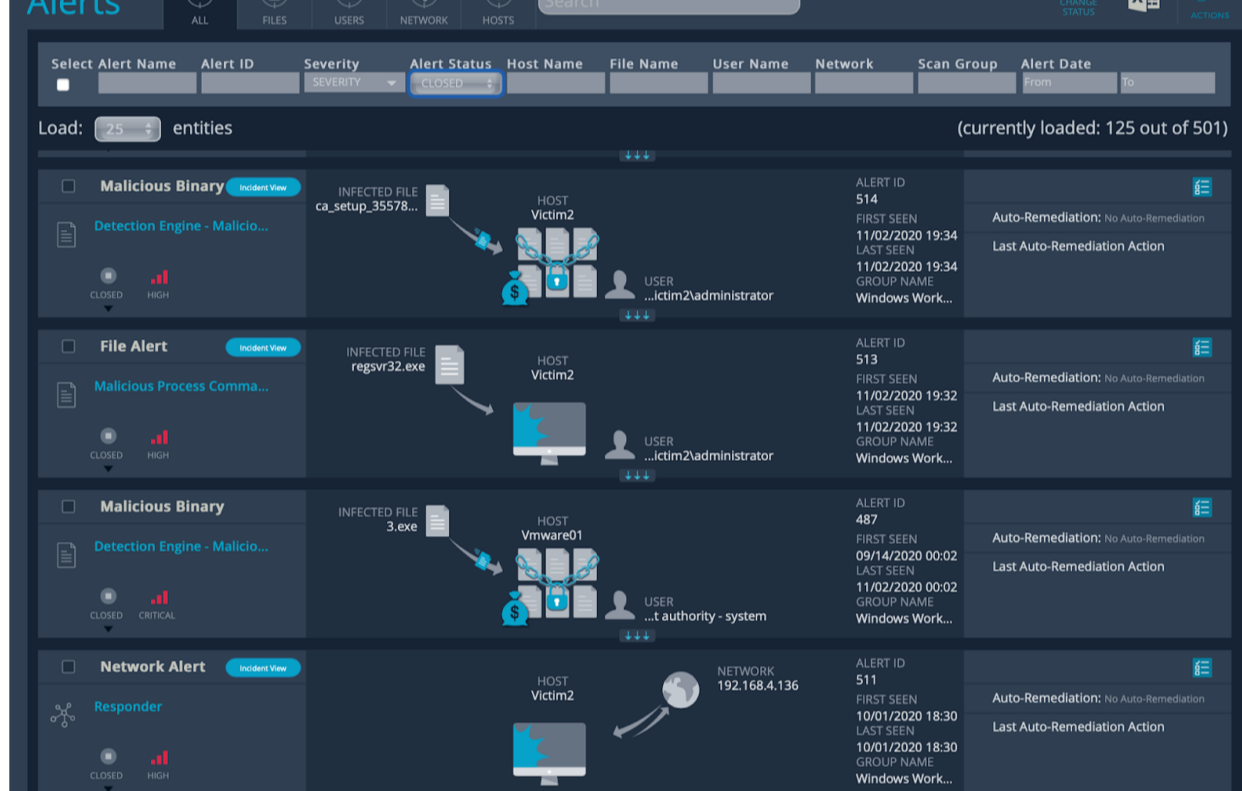 Alerts
ALL FILES USERS NETWORK HOSTS
Search
CHANGE STATUS
ACTIONS
Select Alert Name Alert ID Severity Alert Status Host Name File Name User Name Network Scan Group Alert Date
SEVERITY CLOSED From To
Load: 25 entities (currently loaded: 125 out of 501)
Malicious Binary Incident View
Detection Engine - Malicio...
CLOSED HIGH
INFECTED FILE
ca_setup_35578...
HOST
Victim2
USER
...ictim2\administrator
ALERT ID
514
FIRST SEEN
11/02/2020 19:34
LAST SEEN
11/02/2020 19:34
GROUP NAME
Windows Work...
Auto-Remediation: No Auto-Remediation
Last Auto-Remediation Action
File Alert Incident View
Malicious Process Comma...
CLOSED HIGH
INFECTED FILE
regsvr32.exe
HOST
Victim2
USER
...ictim2\administrator
ALERT ID
513
FIRST SEEN
11/02/2020 19:32
LAST SEEN
11/02/2020 19:32
GROUP NAME
Windows Work...
Auto-Remediation: No Auto-Remediation
Last Auto-Remediation Action
Malicious Binary
Detection Engine - Malicio...
CLOSED CRITICAL
INFECTED FILE
3.exe
HOST
Vmware01
$
USER
...t authority - system
ALERT ID
487
FIRST SEEN
09/14/2020 00:02
LAST SEEN
11/02/2020 00:02
GROUP NAME
Windows Work...
Auto-Remediation: No Auto-Remediation
Last Auto-Remediation Action
Network Alert Incident View
Responder
CLOSED HIGH
HOST
Victim2
NETWORK
192.168.4.136
ALERT ID
511
FIRST SEEN
10/01/2020 18:30
LAST SEEN
10/01/2020 18:30
GROUP NAME
Windows Work...
Auto-Remediation: No Auto-Remediation
Last Auto-Remediation Action